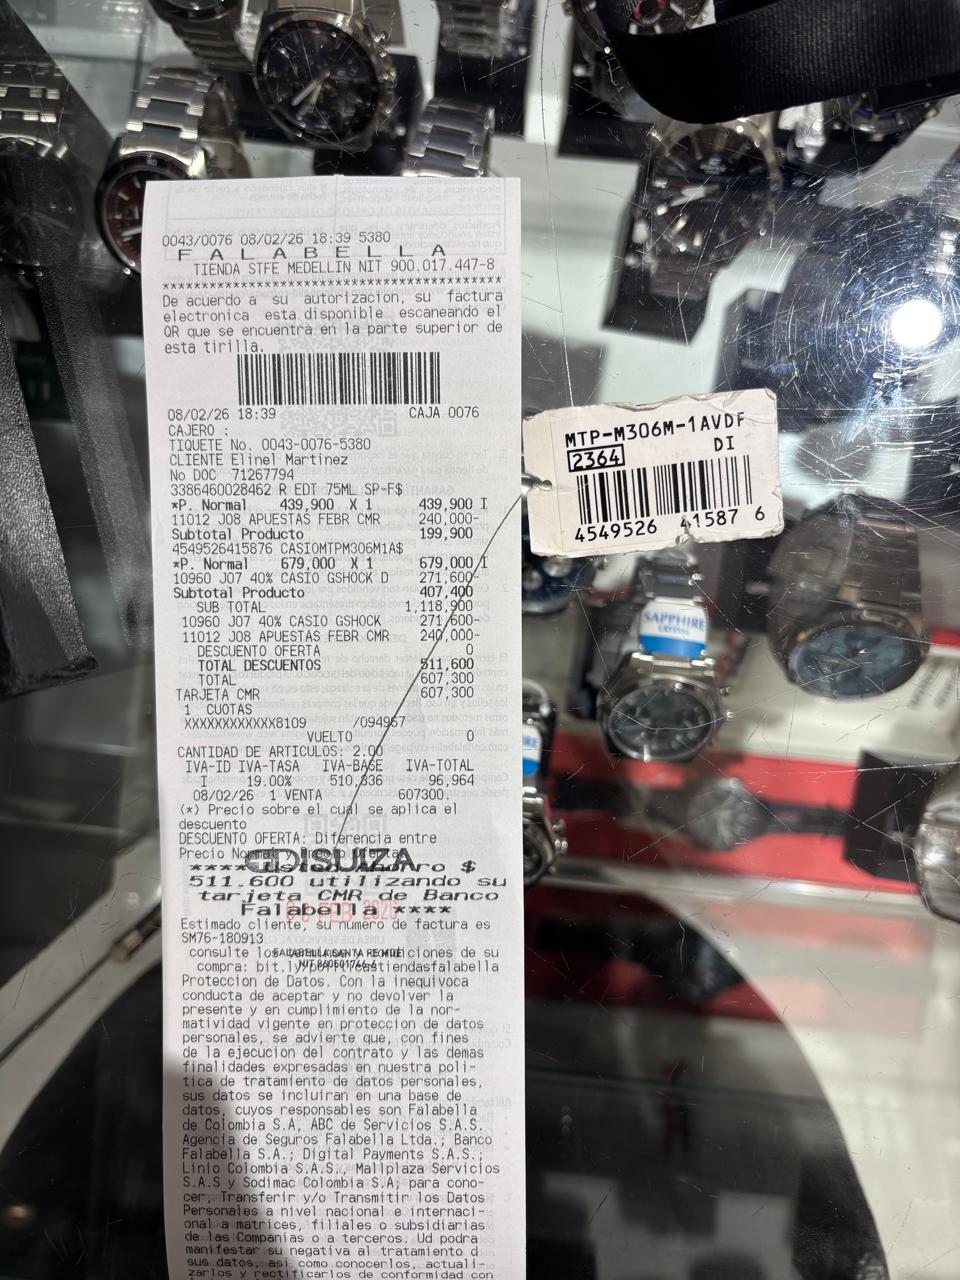 0043/0076 08/02/26 18:39 5380
F A L A B E L L A
TIENDA STFE MEDELLIN NIT 900.017.447-8
****************************************
De acuerdo a su autorizacion, su factura
electronica esta disponible escaneando el
QR que se encuentra en la parte superior de
esta tirilla.
08/02/26 18:39 CAJA 0076
CAJERO :
TIQUETE No. 0043-0076-5380
CLIENTE Elinel Martinez
No DOC 71267794
3386460028462 R EDT 75ML SP-F$
*P. Normal 439,900 X 1 439,900 I
11012 J08 APUESTAS FEBR CMR 240,000-
Subtotal Producto 199,900
4549526415876 CASIOMTPM306M1A$
*P. Normal 679,000 X 1 679,000 I
10960 J07 40% CASIO GSHOCK D 271,600-
Subtotal Producto 407,400
SUB TOTAL 1,118,900
10960 J07 40% CASIO GSHOCK 271,600-
11012 J08 APUESTAS FEBR CMR 240,000-
DESCUENTO OFERTA 0
TOTAL DESCUENTOS 511,600
TOTAL 607,300
TARJETA CMR 607,300
1 CUOTAS
XXXXXXXXXXXX8109 /094957
VUELTO 0
CANTIDAD DE ARTICULOS: 2.00
IVA-ID IVA-TASA IVA-BASE IVA-TOTAL
I 19.00% 510,336 96,964
08/02/26 1 VENTA 607300.
(*) Precio sobre el cual se aplica el
descuento
DESCUENTO OFERTA: Diferencia entre
Precio Normal y
DISUIZA
**** $
511.600 utilizando su
tarjeta CMR de Banco
Falabella ****
FEB 2026
Estimado cliente, su numero de factura es
SM76-180913
FALABELLA SANTA FE MDE
consulte los condiciones de su
compra: bit.ly/politicastiendasfalabella
Proteccion de Datos. Con la inequivoca
conducta de aceptar y no devolver la
presente y en cumplimiento de la nor-
matividad vigente en proteccion de datos
personales, se advierte que, con fines
de la ejecucion del contrato y las demas
finalidades expresadas en nuestra poli-
tica de tratamiento de datos personales,
sus datos se incluiran en una base de
datos, cuyos responsables son Falabella
de Colombia S.A, ABC de Servicios S.A.S.
Agencia de Seguros Falabella Ltda.; Banco
Falabella S.A.; Digital Payments S.A.S.;
Linio Colombia S.A.S., Mallplaza Servicios
S.A.S y Sodimac Colombia S.A; para cono-
cer, Transferir y/o Transmitir los Datos
Personales a nivel nacional e internaci-
onal a matrices, filiales o subsidiarias
de las Companias o a terceros. Ud podra
manifestar su negativa al tratamiento d
sus datos, asi como conocerlos, actuali-
zarlos y rectificarlos de conformidad con
MTP-M306M-1AVDF
DI
2364
4549526 41587 6
SAPPHIRE
CRYSTAL